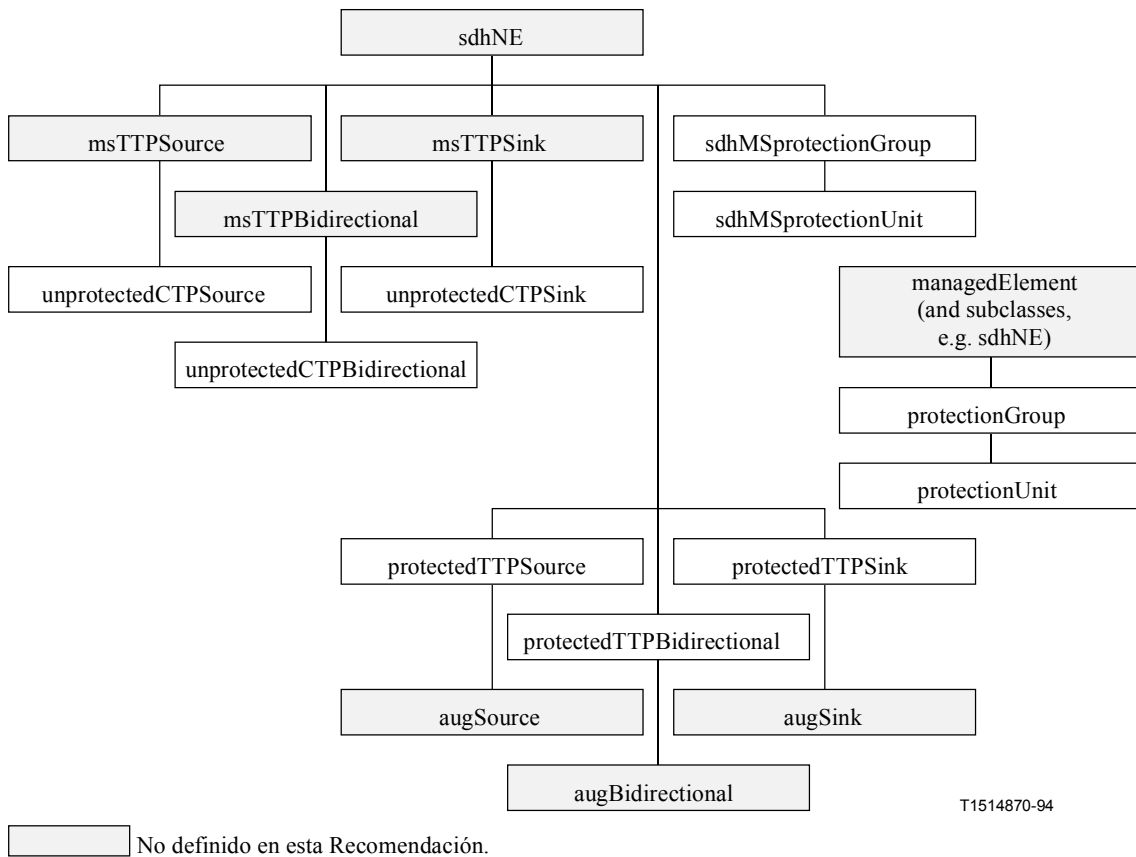 sdhNE
msTTPSource
msTTPSink
sdhMSprotectionGroup
msTTPBidirectional
sdhMSprotectionUnit
unprotectedCTPSource
unprotectedCTPSink
managedElement
(and subclasses,
e.g. sdhNE)
unprotectedCTPBidirectional
protectionGroup
protectionUnit
protectedTTPSource
protectedTTPSink
protectedTTPBidirectional
augSource
augSink
augBidirectional
T1514870-94
No definido en esta Recomendación.